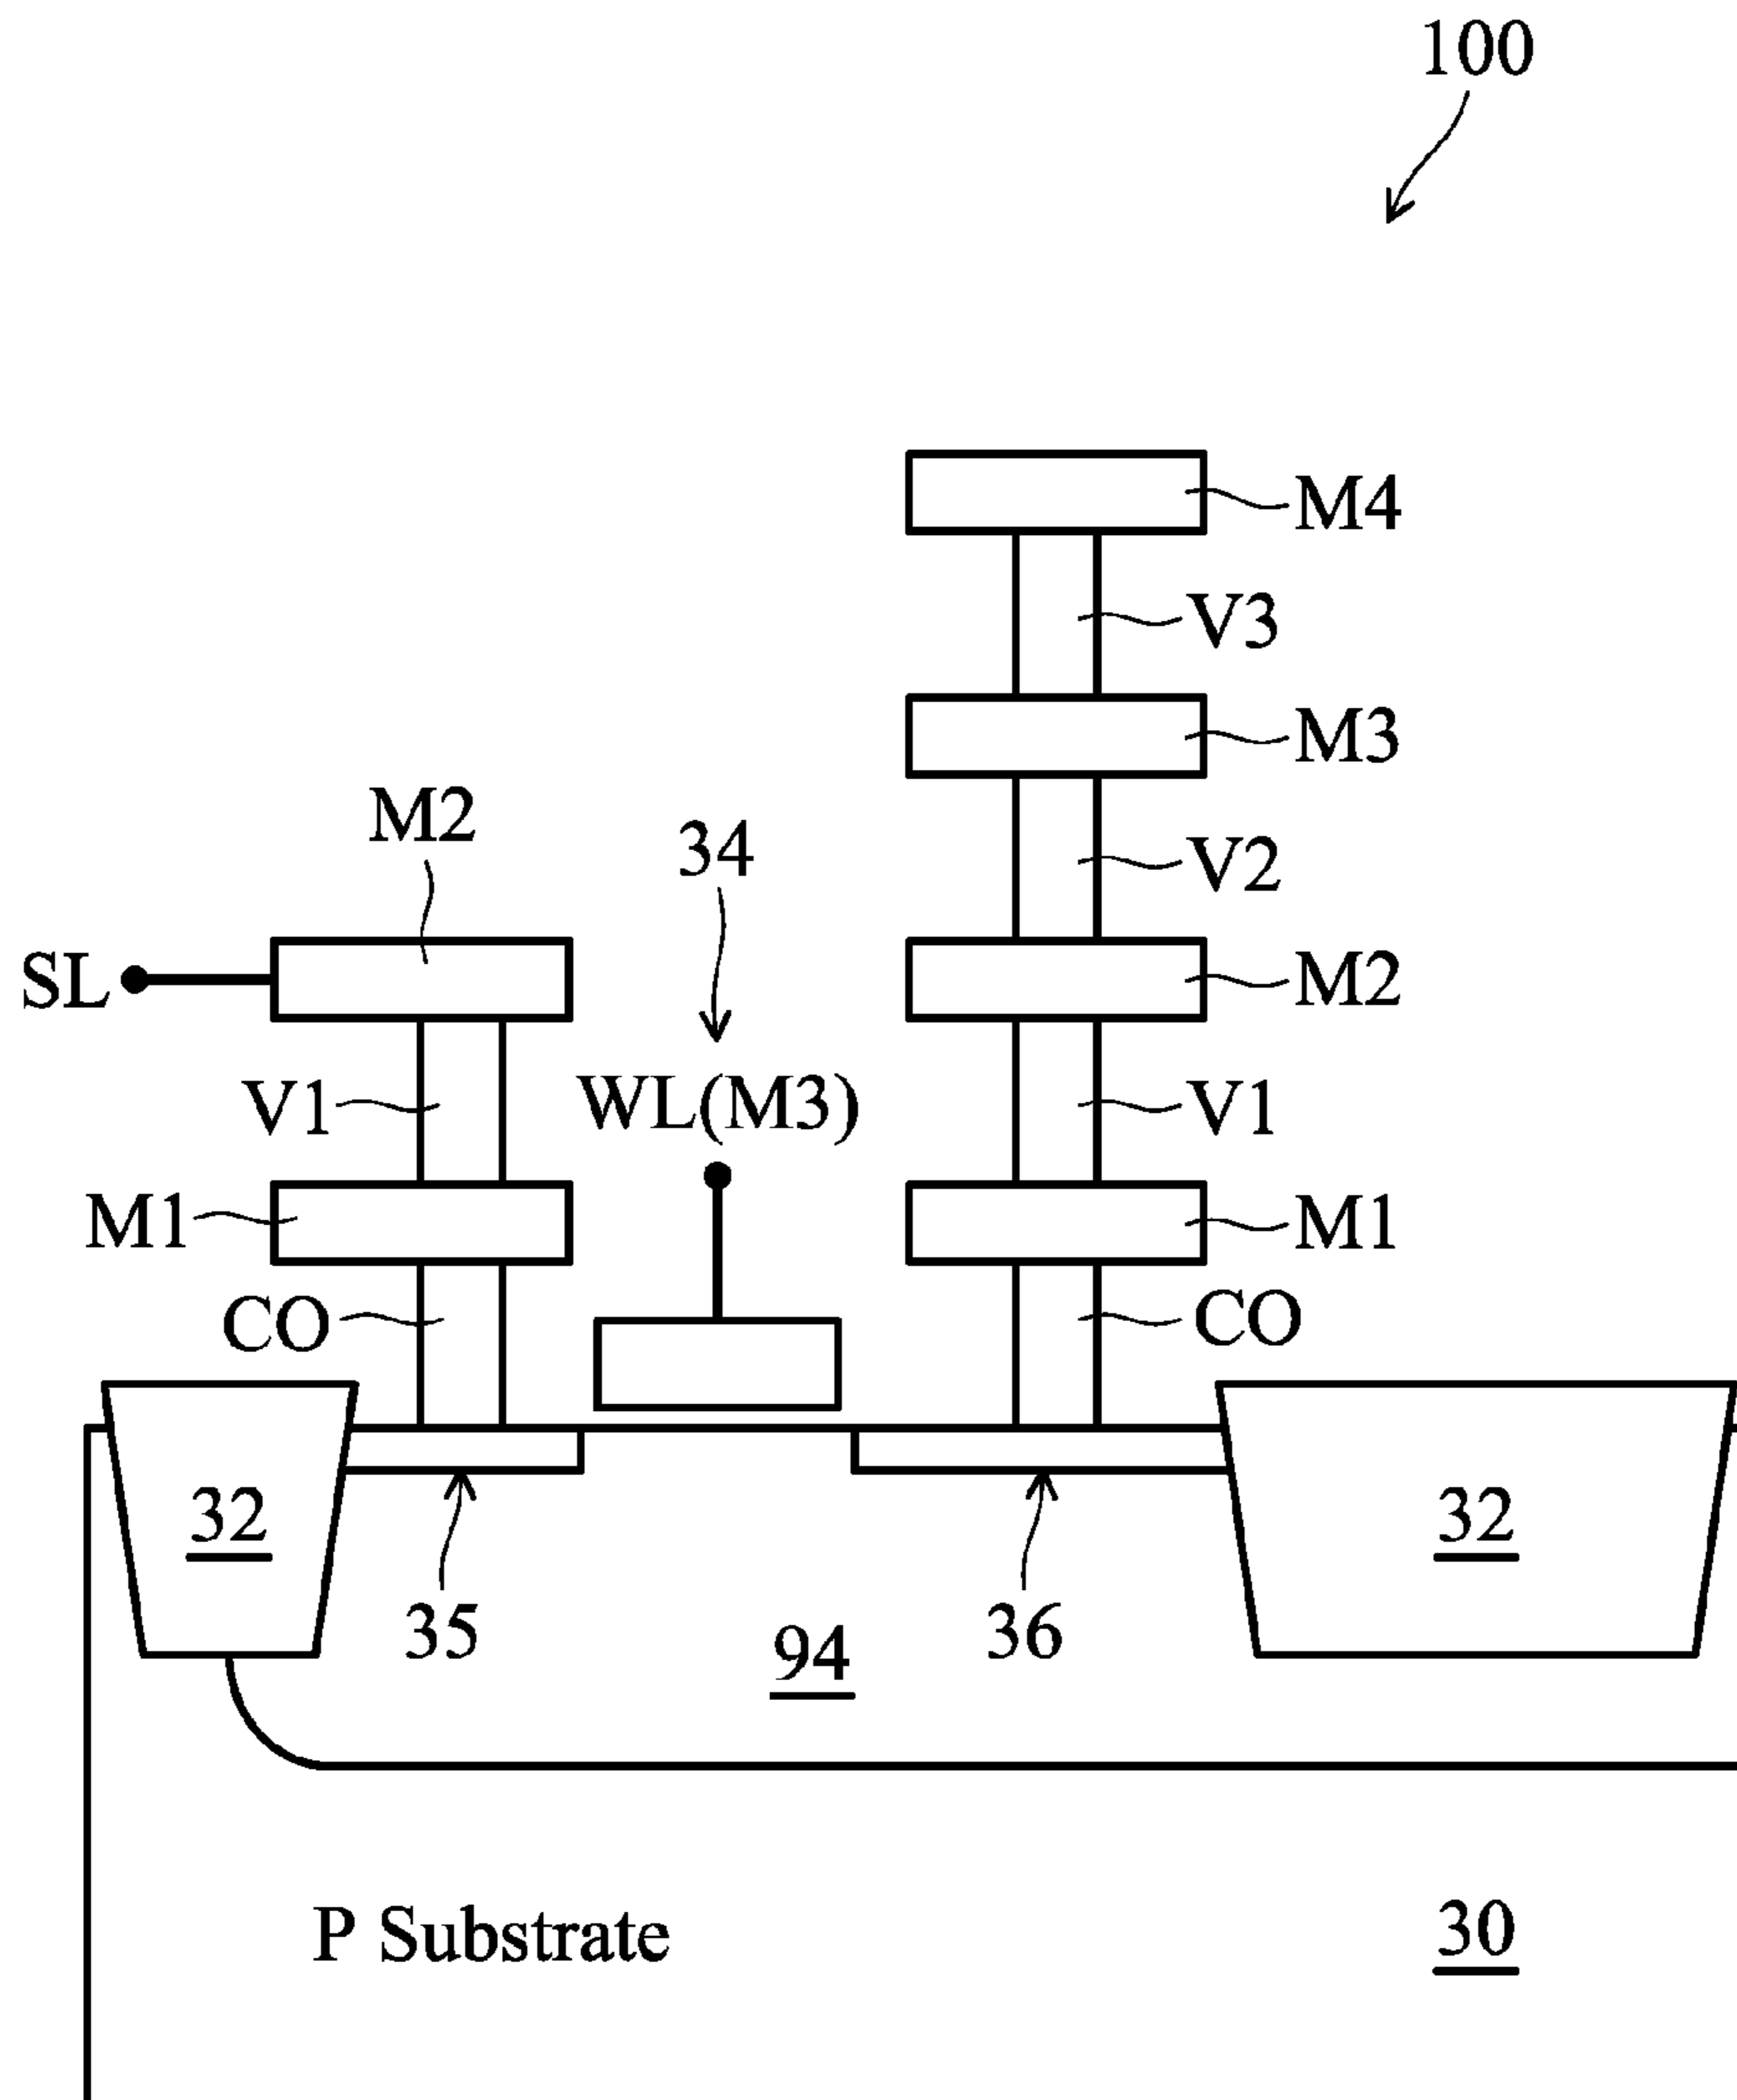 100
M4
V3
M3
M2
34
V2
SL
M2
V1
WL(M3)
V1
M1
M1
CO
CO
32
32
35
36
94
P Substrate
30